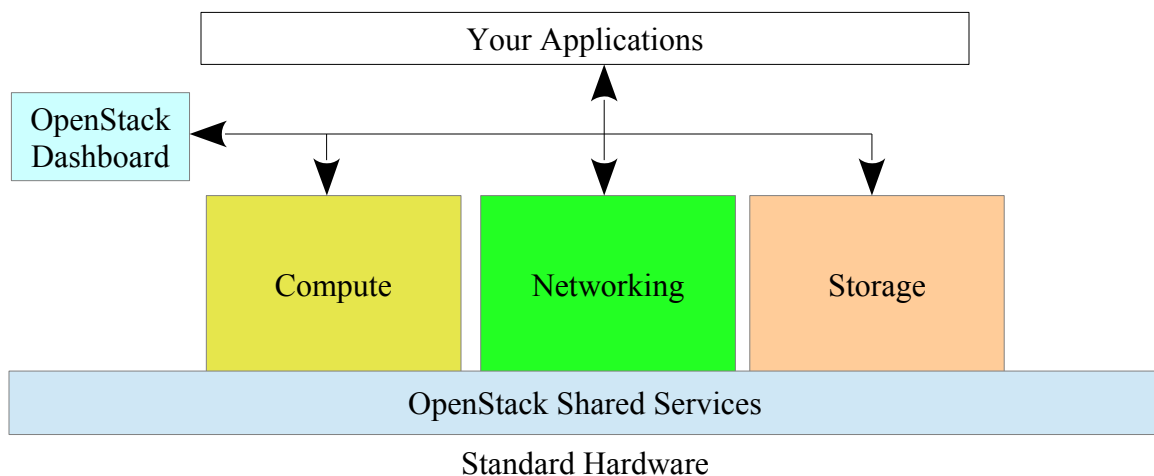 Your Applications
OpenStack
Dashboard
Compute
Networking
Storage
OpenStack Shared Services
Standard Hardware